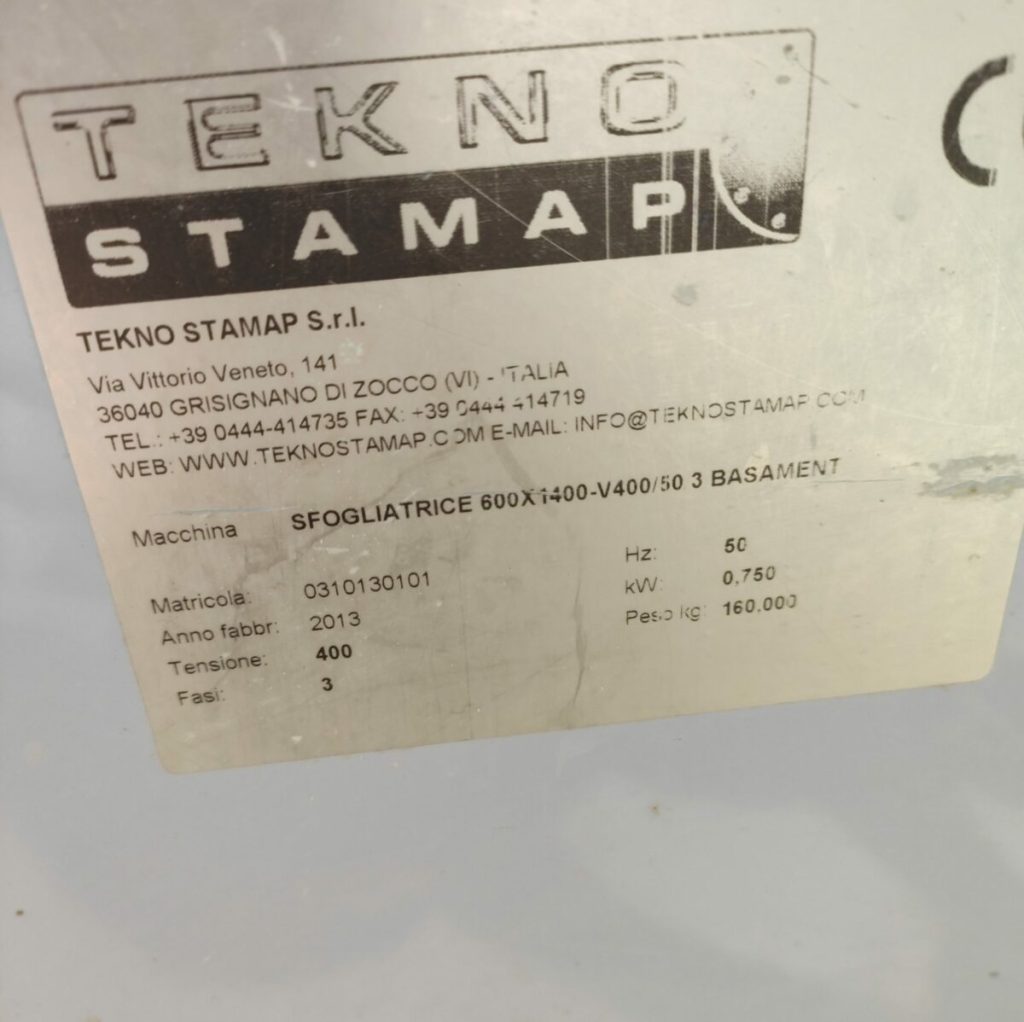 TEKNO
STAMAP
CE
TEKNO STAMAP S.r.l.
Via Vittorio Veneto, 141
36040 GRISIGNANO DI ZOCCO (VI) - ITALIA
TEL.: +39 0444-414735 FAX: +39 0444 414719
WEB: WWW.TEKNOSTAMAP.COM E-MAIL: INFO@TEKNOSTAMAP.COM
Macchina SFOGLIATRICE 600X1400-V400/50 3 BASAMENT
Matricola: 0310130101 Hz: 50
Anno fabbr: 2013 kW: 0,750
Tensione: 400 Peso kg: 160,000
Fasi: 3